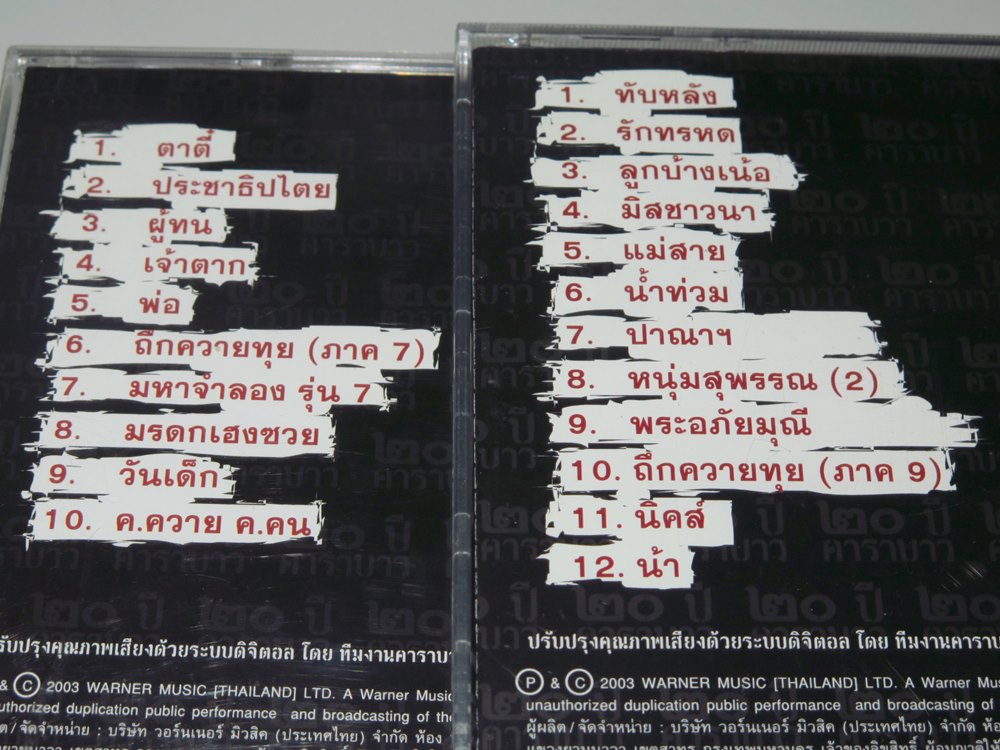 1. ตาตี๋
2. ประชาธิปไตย
3. ผู้ทน
4. เจ้าตาก
5. พ่อ
6. ถึกควายทุย (ภาค 7)
7. มหาจำลอง รุ่น 7
8. มรดกเฮงซวย
9. วันเด็ก
10. ค.ควาย ค.คน
รับปรุงคุณภาพเสียงด้วยระบบดิจิตอล โดย ทีมงานคาราบา
& © 2003 WARNER MUSIC [THAILAND] LTD. A Warner Music
unauthorized duplication public performance and broadcasting of the
ต/จัดจำหน่าย : บริษัท วอร์นเนอร์ มิวสิค (ประเทศไทย) จำกัด ห้อง
1. ทับหลัง
2. รักทรหด
3. ลูกบ้างเน้อ
4. มิสชาวนา
5. แม่สาย
6. น้ำท่วม
7. ปาณาฯ
8. หนุ่มสุพรรณ (2)
9. พระอภัยมุณี
10. ถึกควายทุย (ภาค 9)
11. นิคส์
12. น้า
๒๐ ปี
คาราบาว
ปรับปรุงคุณภาพเสียงด้วยระบบดิจิตอล โดย ทีมงานคาราบ
℗ & © 2003 WARNER MUSIC [THAILAND] LTD. A Warner Mus
unauthorized duplication public performance and broadcasting of
ผู้ผลิต/จัดจำหน่าย : บริษัท วอร์นเนอร์ มิวสิค (ประเทศไทย) จำกัด